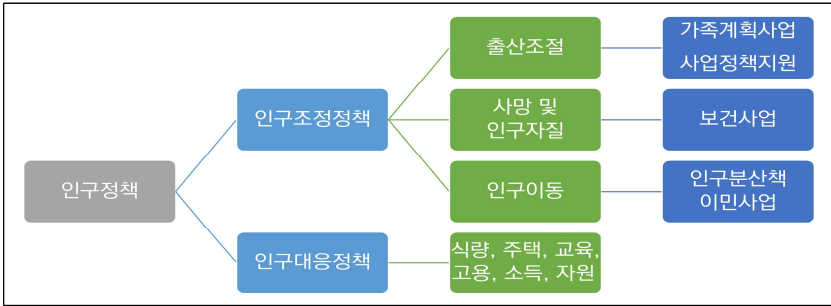 인구정책
인구조정정책
출산조절
가족계획사업
사업정책지원
사망 및
인구자질
보건사업
인구이동
인구분산책
이민사업
인구대응정책
식량, 주택, 교육,
고용, 소득, 자원